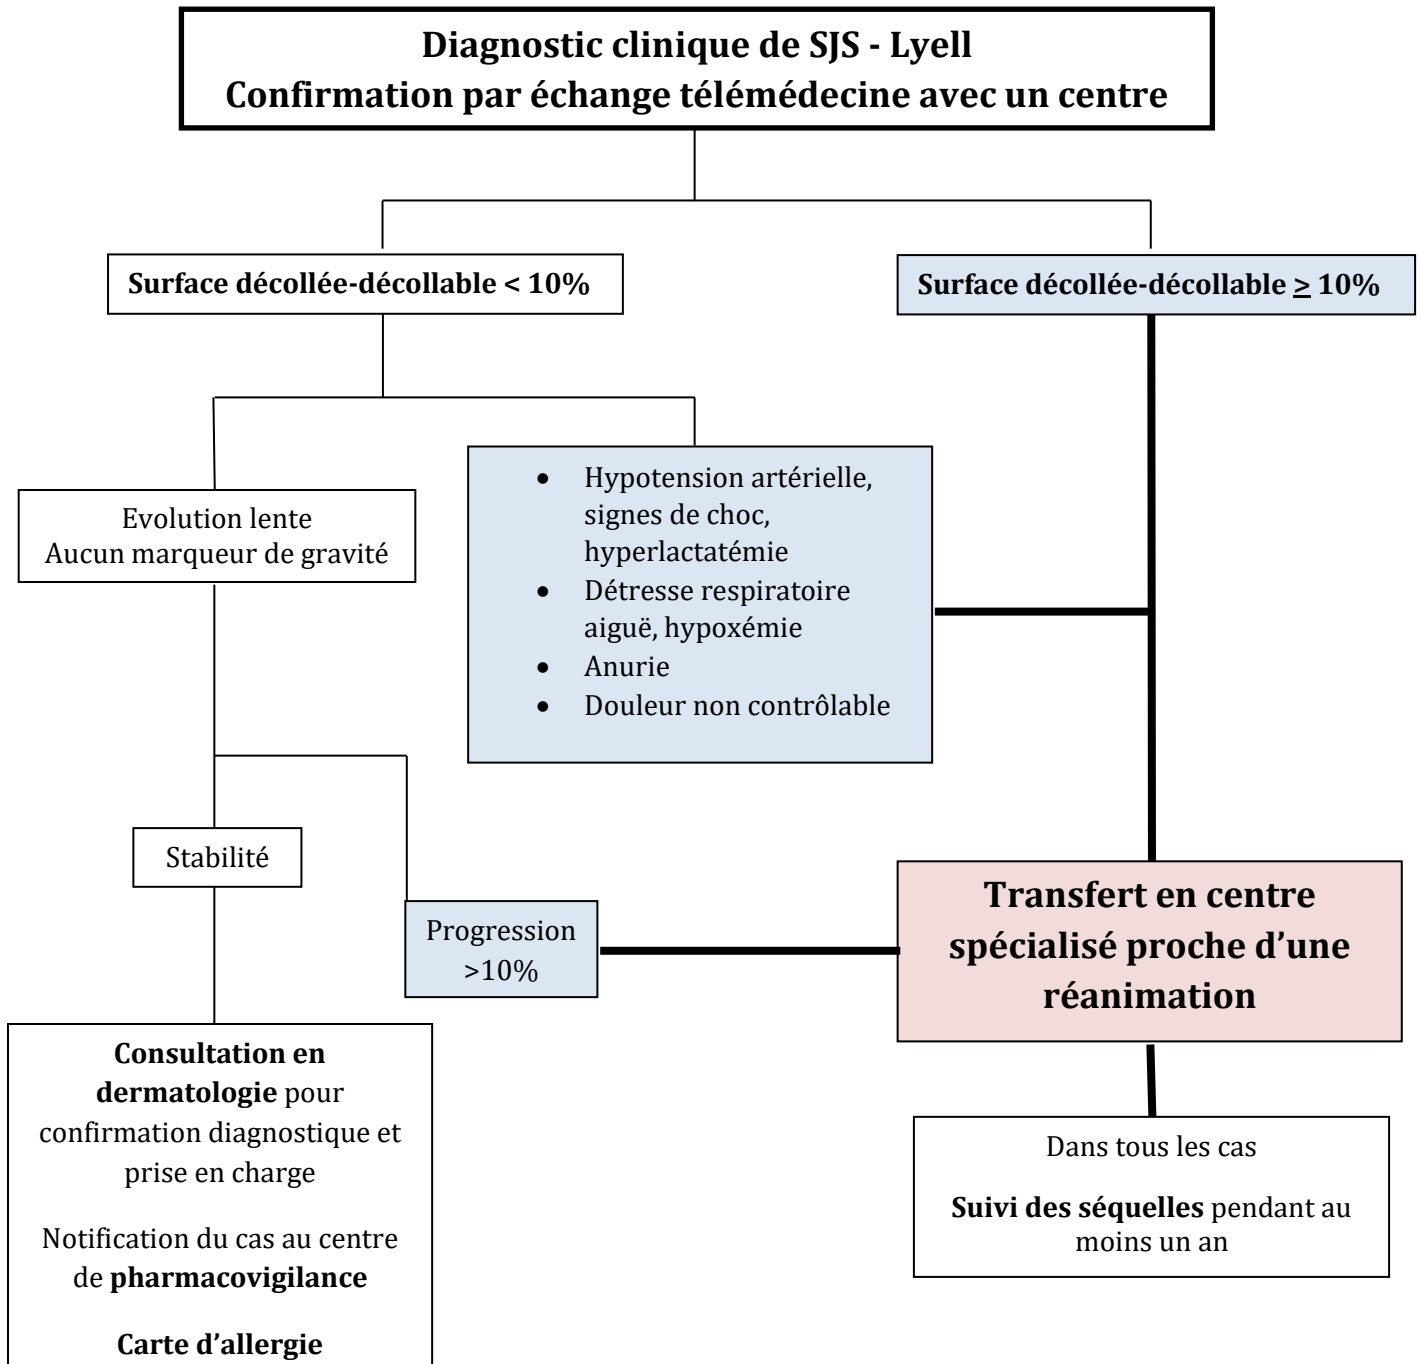 Diagnostic clinique de SJS - Lyell
Confirmation par échange télémédecine avec un centre
Surface décollée-décollable < 10%
Surface décollée-décollable ≥ 10%
Evolution lente
Aucun marqueur de gravité
• Hypotension artérielle,
signes de choc,
hyperlactatémie
• Détresse respiratoire
aiguë, hypoxémie
• Anurie
• Douleur non contrôlable
Stabilité
Progression
>10%
Transfert en centre
spécialisé proche d’une
réanimation
Consultation en
dermatologie pour
confirmation diagnostique et
prise en charge
Notification du cas au centre
de pharmacovigilance
Carte d’allergie
Dans tous les cas
Suivi des séquelles pendant au
moins un an